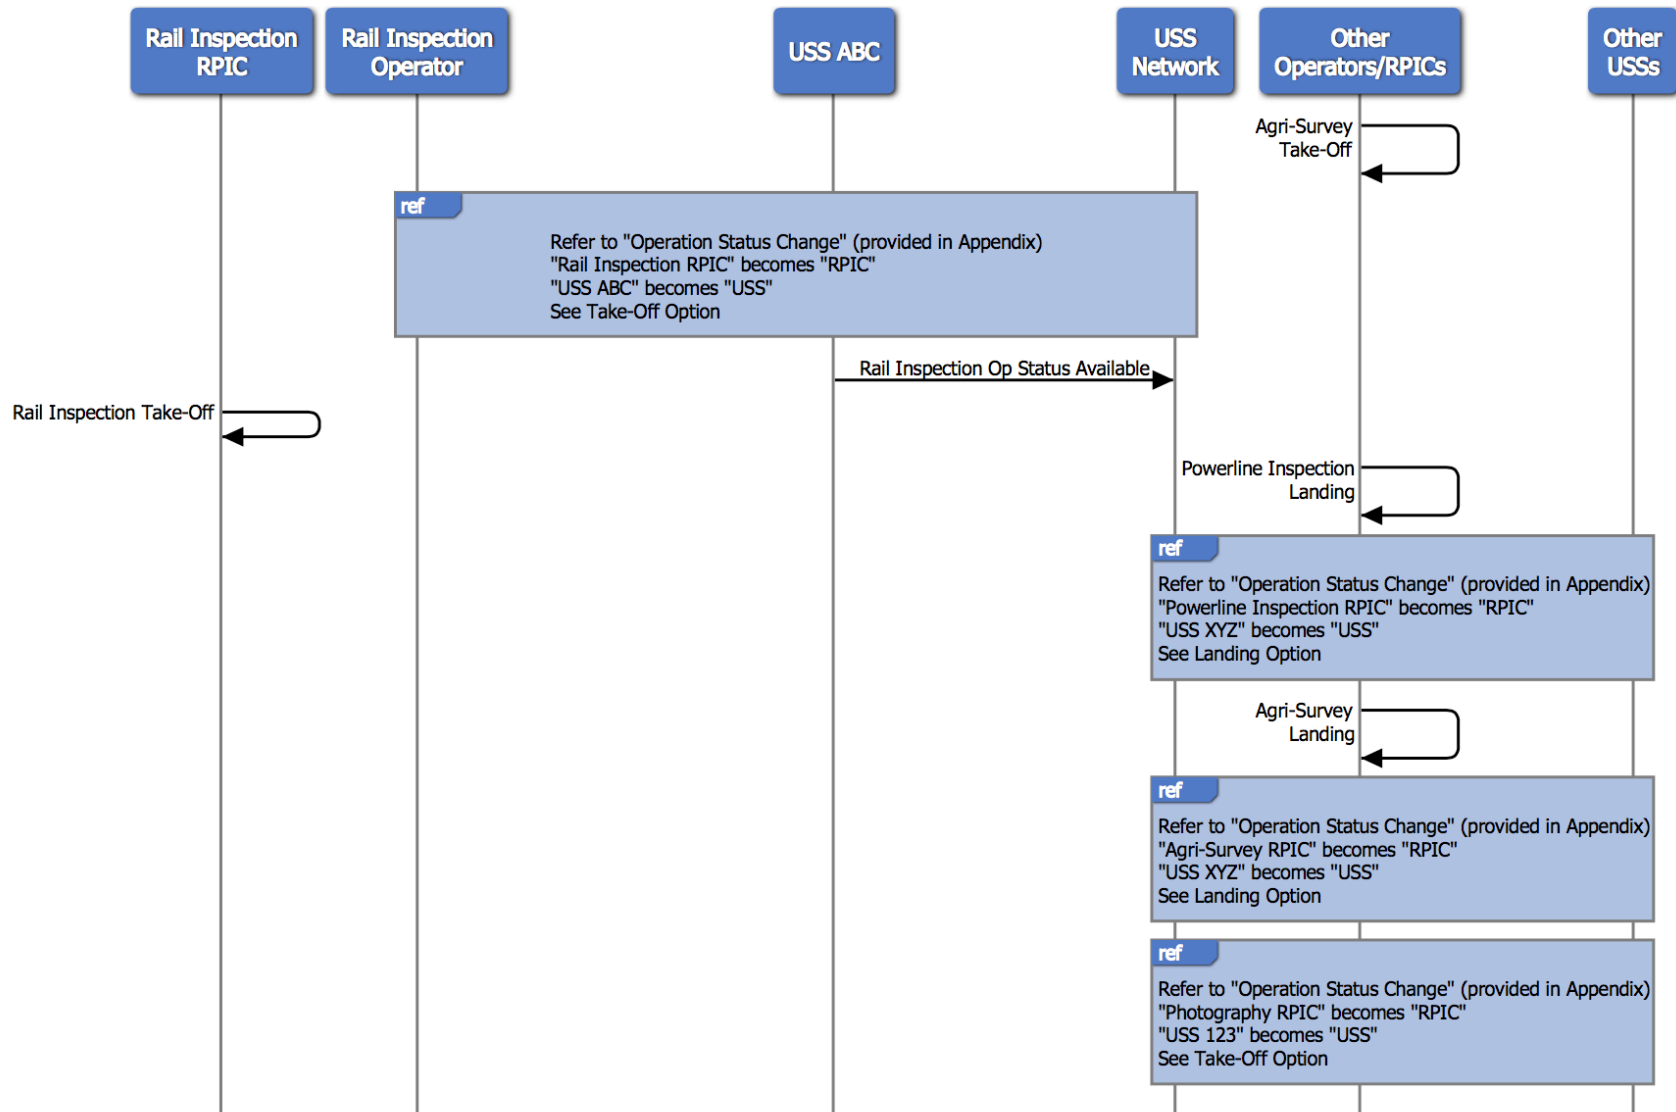 Rail Inspection
RPIC
Rail Inspection
Operator
USS ABC
USS
Network
Other
Operators/RPICs
Other
USSs
Agri-Survey
Take-Off
ref
Refer to "Operation Status Change" (provided in Appendix)
"Rail Inspection RPIC" becomes "RPIC"
"USS ABC" becomes "USS"
See Take-Off Option
Rail Inspection Op Status Available
Rail Inspection Take-Off
Powerline Inspection
Landing
ref
Refer to "Operation Status Change" (provided in Appendix)
"Powerline Inspection RPIC" becomes "RPIC"
"USS XYZ" becomes "USS"
See Landing Option
Agri-Survey
Landing
ref
Refer to "Operation Status Change" (provided in Appendix)
"Agri-Survey RPIC" becomes "RPIC"
"USS XYZ" becomes "USS"
See Landing Option
ref
Refer to "Operation Status Change" (provided in Appendix)
"Photography RPIC" becomes "RPIC"
"USS 123" becomes "USS"
See Take-Off Option